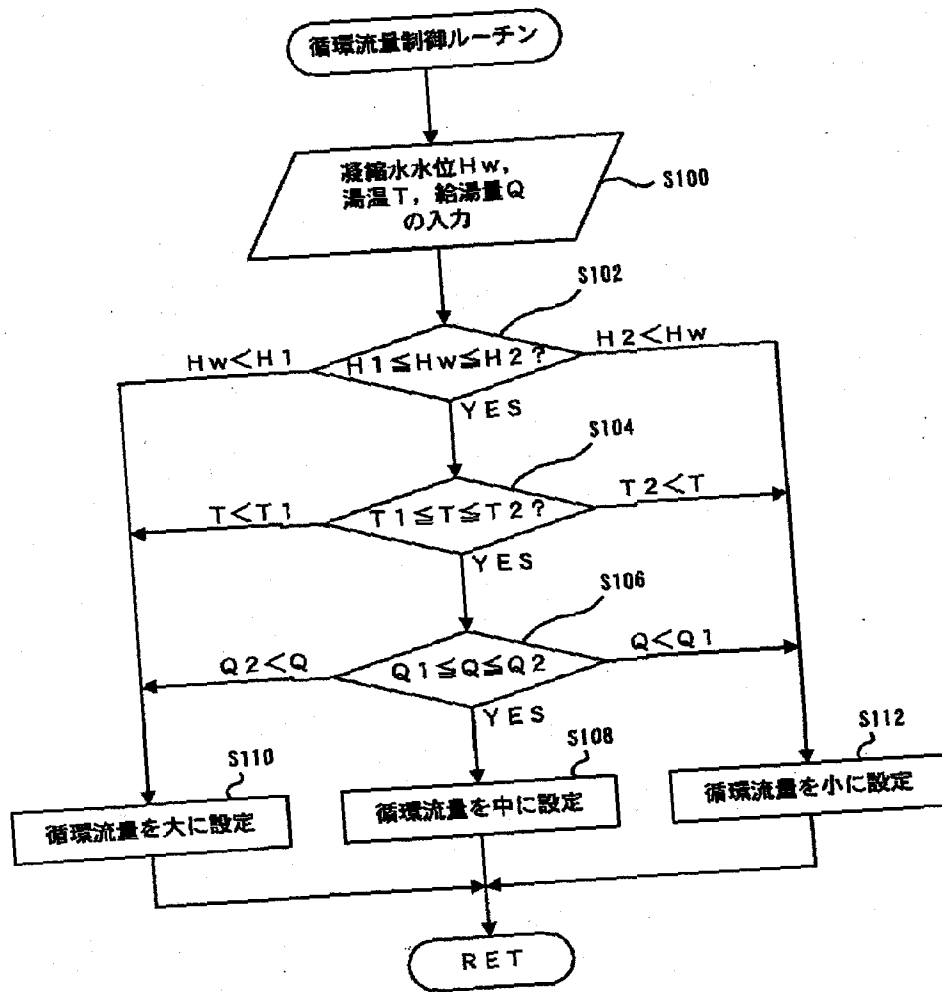 循環流量制御ルーチン
凝縮水水位Hw,
湯温T,給湯量Q
の入力
S100
S102
Hw<H1
H1≦Hw≦H2?
H2<Hw
YES
S104
T<T1
T1≦T≦T2?
T2<T
YES
S106
Q2<Q
Q1≦Q≦Q2
Q<Q1
YES
S110
S108
S112
循環流量を大に設定
循環流量を中に設定
循環流量を小に設定
RET